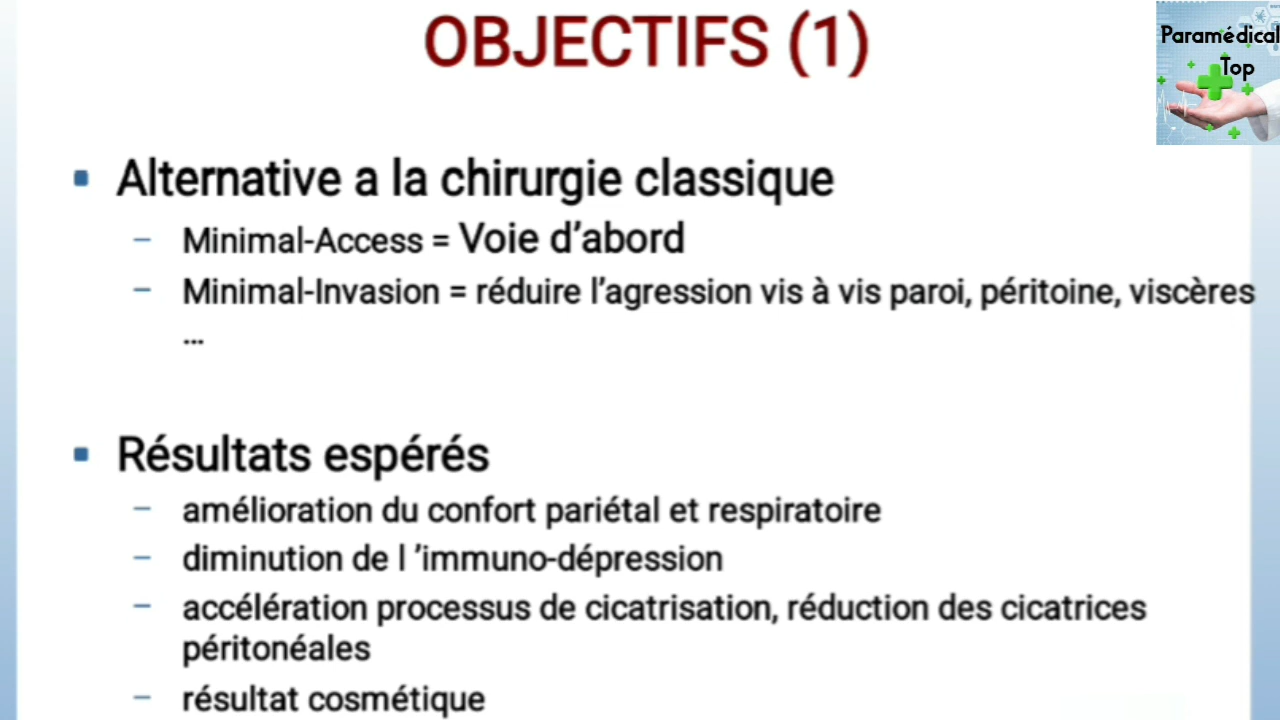 OBJECTIFS (1)
Paramédical
Top
▪ Alternative a la chirurgie classique
– Minimal-Access = Voie d’abord
– Minimal-Invasion = réduire l’agression vis à vis paroi, péritoine, viscères
...
▪ Résultats espérés
– amélioration du confort pariétal et respiratoire
– diminution de l ’immuno-dépression
– accélération processus de cicatrisation, réduction des cicatrices
péritonéales
– résultat cosmétique